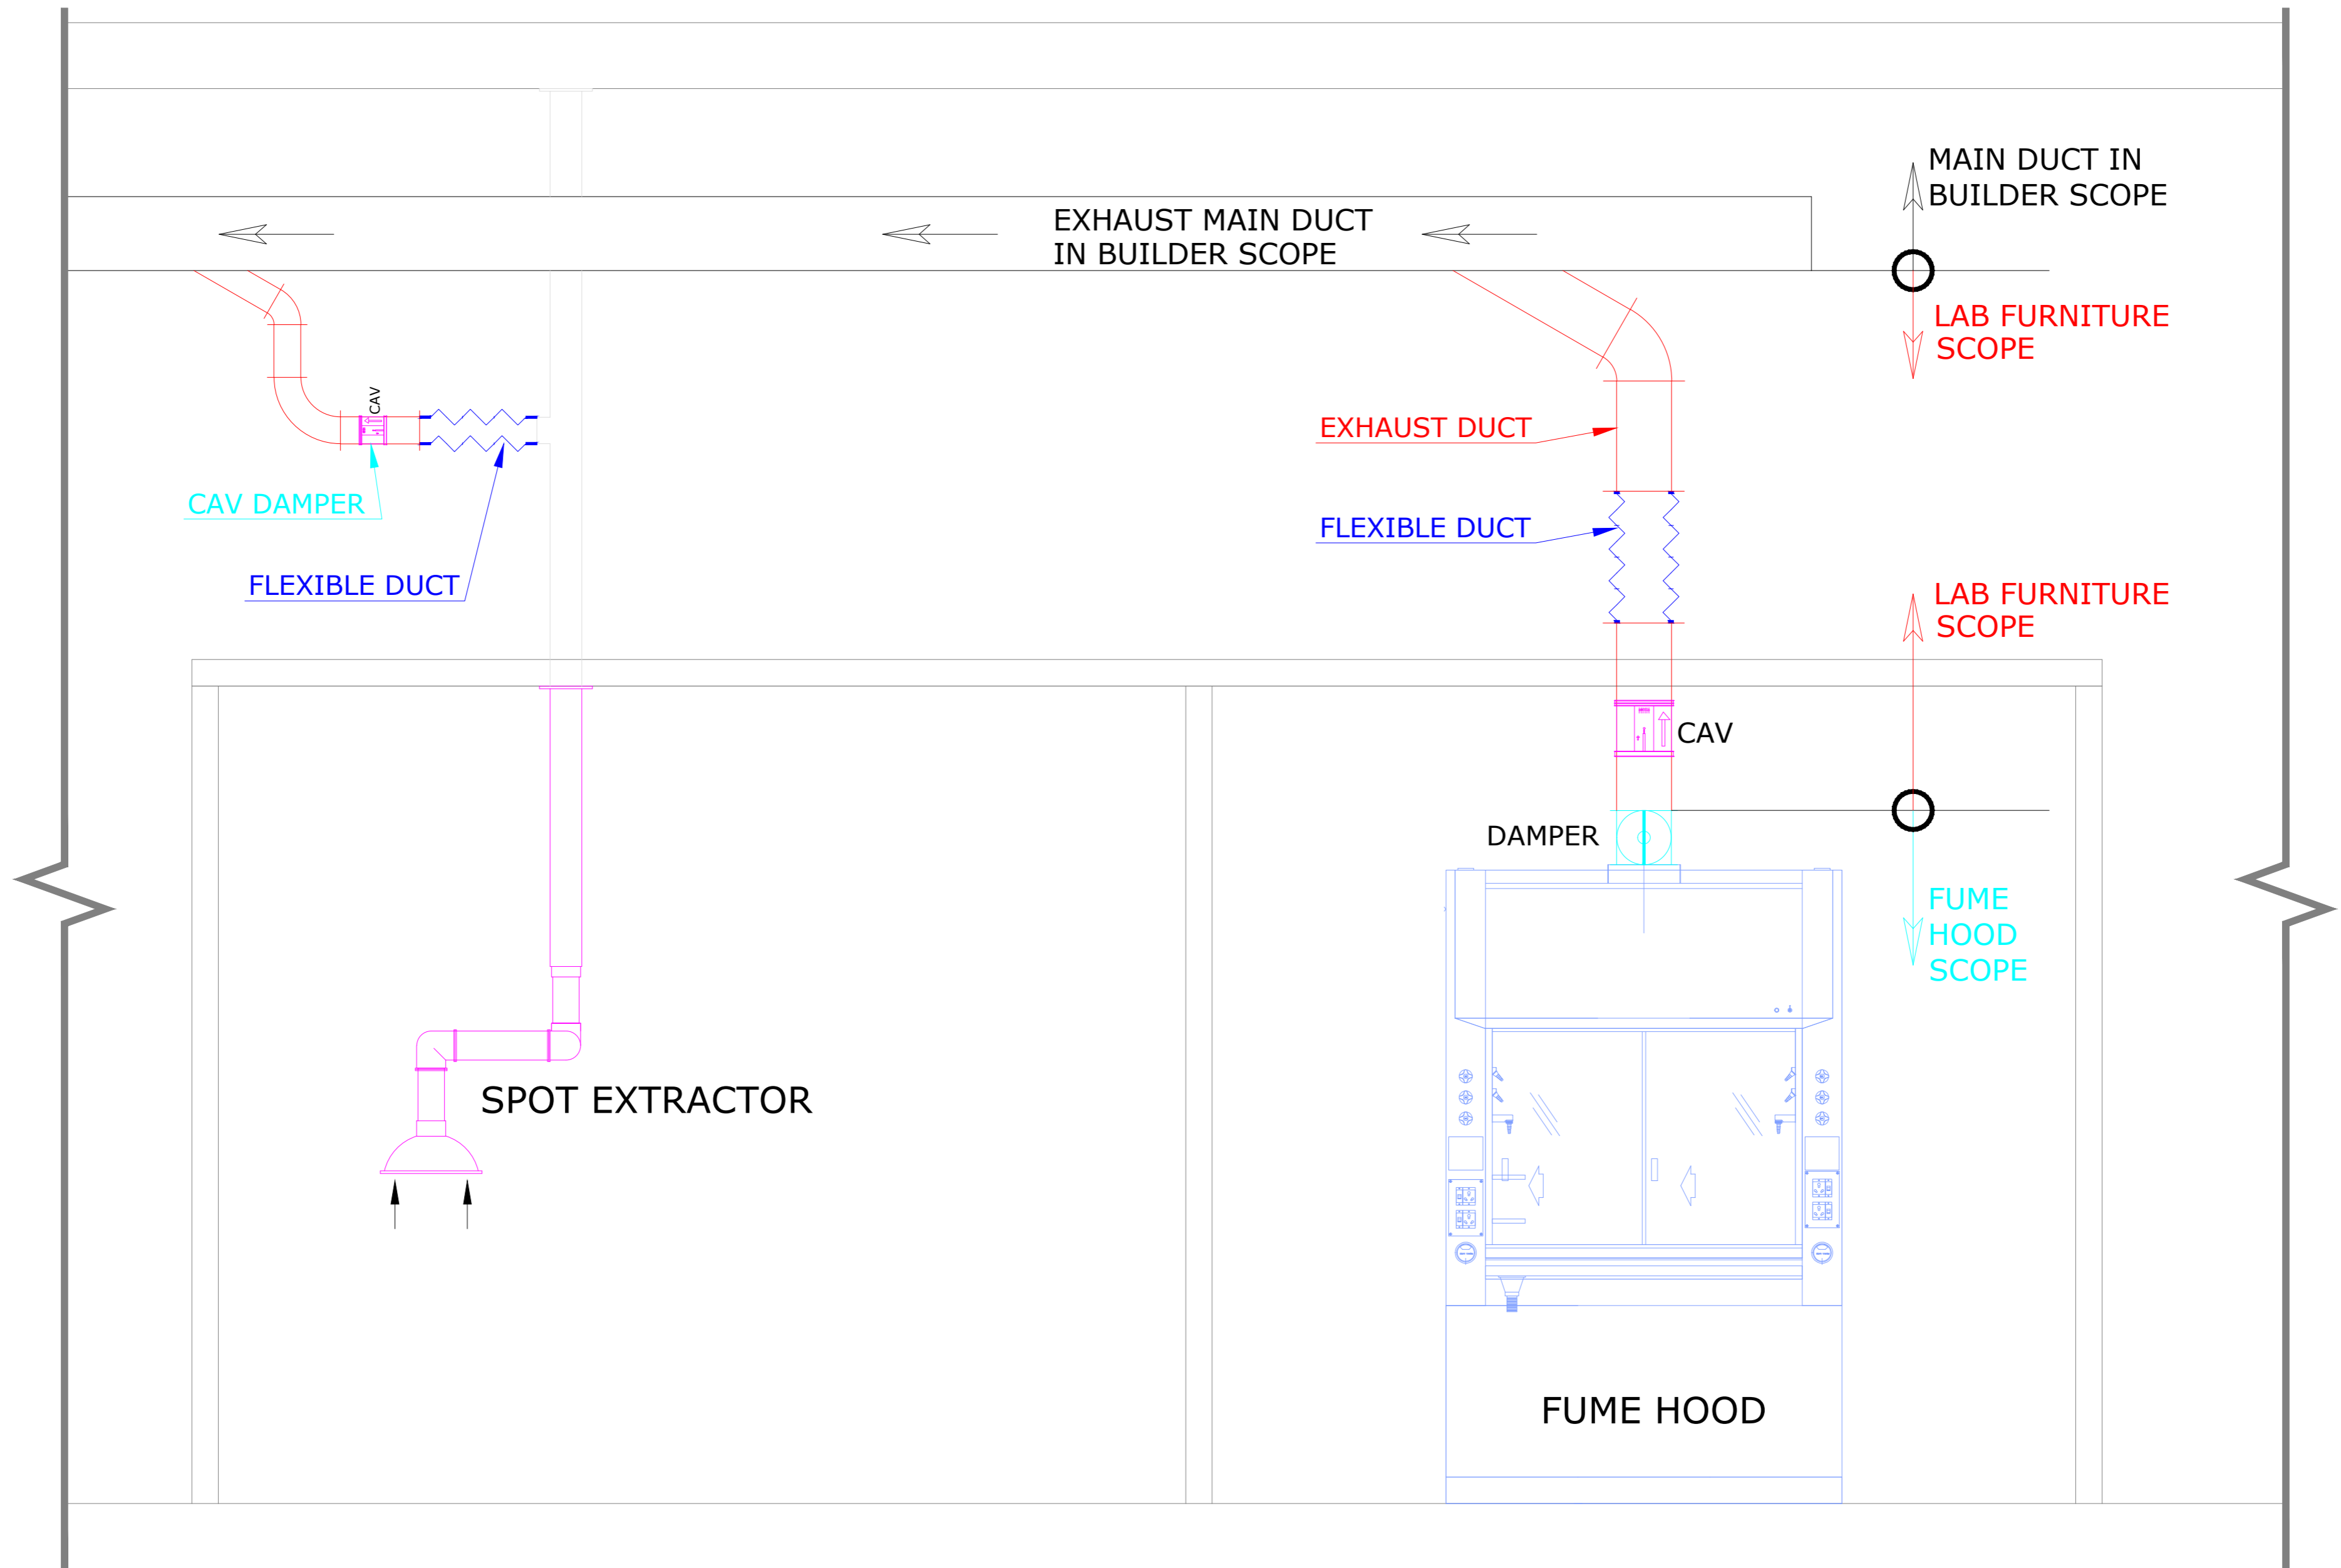 MAIN DUCT IN
BUILDER SCOPE
EXHAUST MAIN DUCT
IN BUILDER SCOPE
LAB FURNITURE
SCOPE
CAV
EXHAUST DUCT
CAV DAMPER
FLEXIBLE DUCT
FLEXIBLE DUCT
LAB FURNITURE
SCOPE
CAV
DAMPER
FUME
HOOD
SCOPE
SPOT EXTRACTOR
FUME HOOD